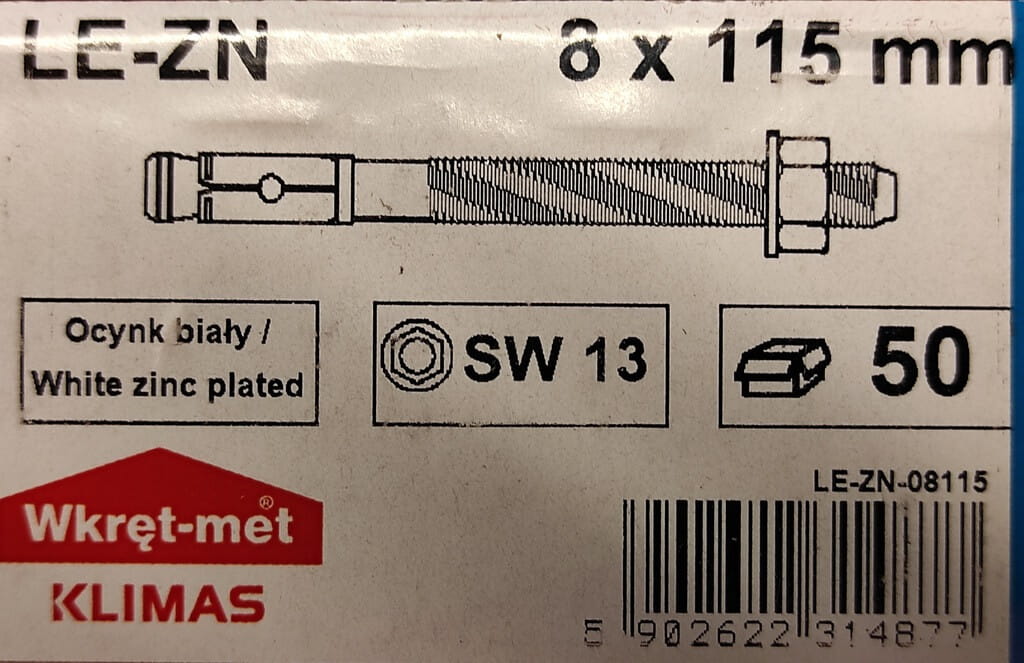 LE-ZN 8 x 115 mm
Ocynk biały /
White zinc plated
SW 13
50
LE-ZN-08115
Wkręt-met®
KLIMAS
5 902622 314877